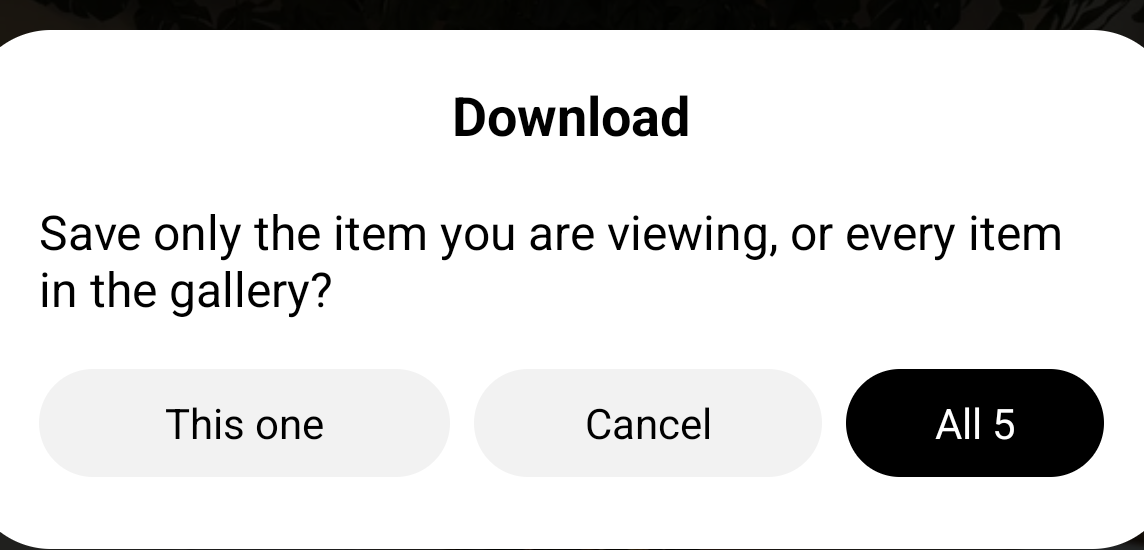 Download
Save only the item you are viewing, or every item
in the gallery?
This one
Cancel
All 5